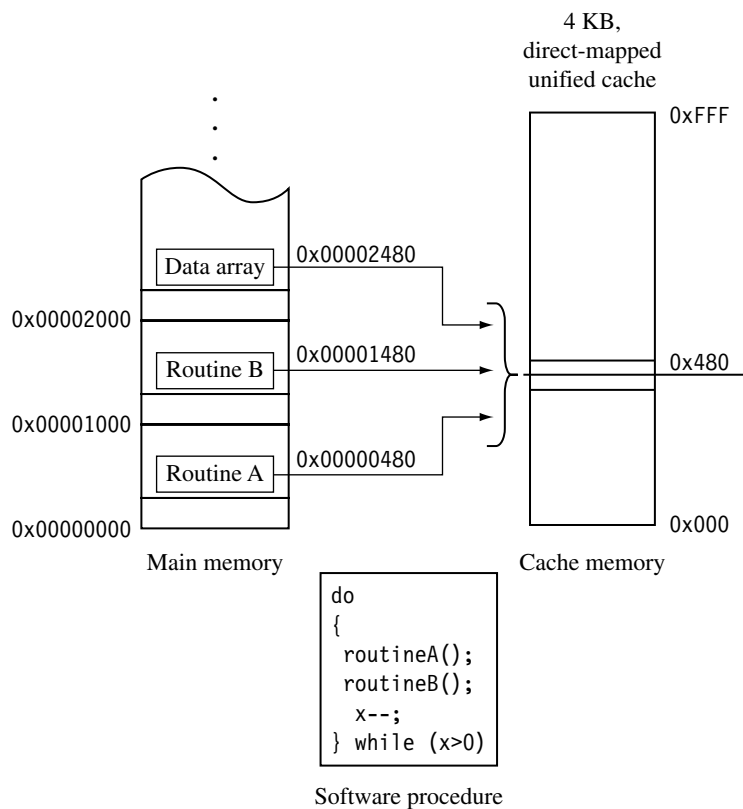 4 KB,
direct-mapped
unified cache
0xFFF
Data array
0x00002480
0x00002000
Routine B
0x00001480
0x480
0x00001000
Routine A
0x00000480
0x00000000
0x000
Main memory
Cache memory
do
{
routineA();
routineB();
x--;
} while (x>0)
Software procedure